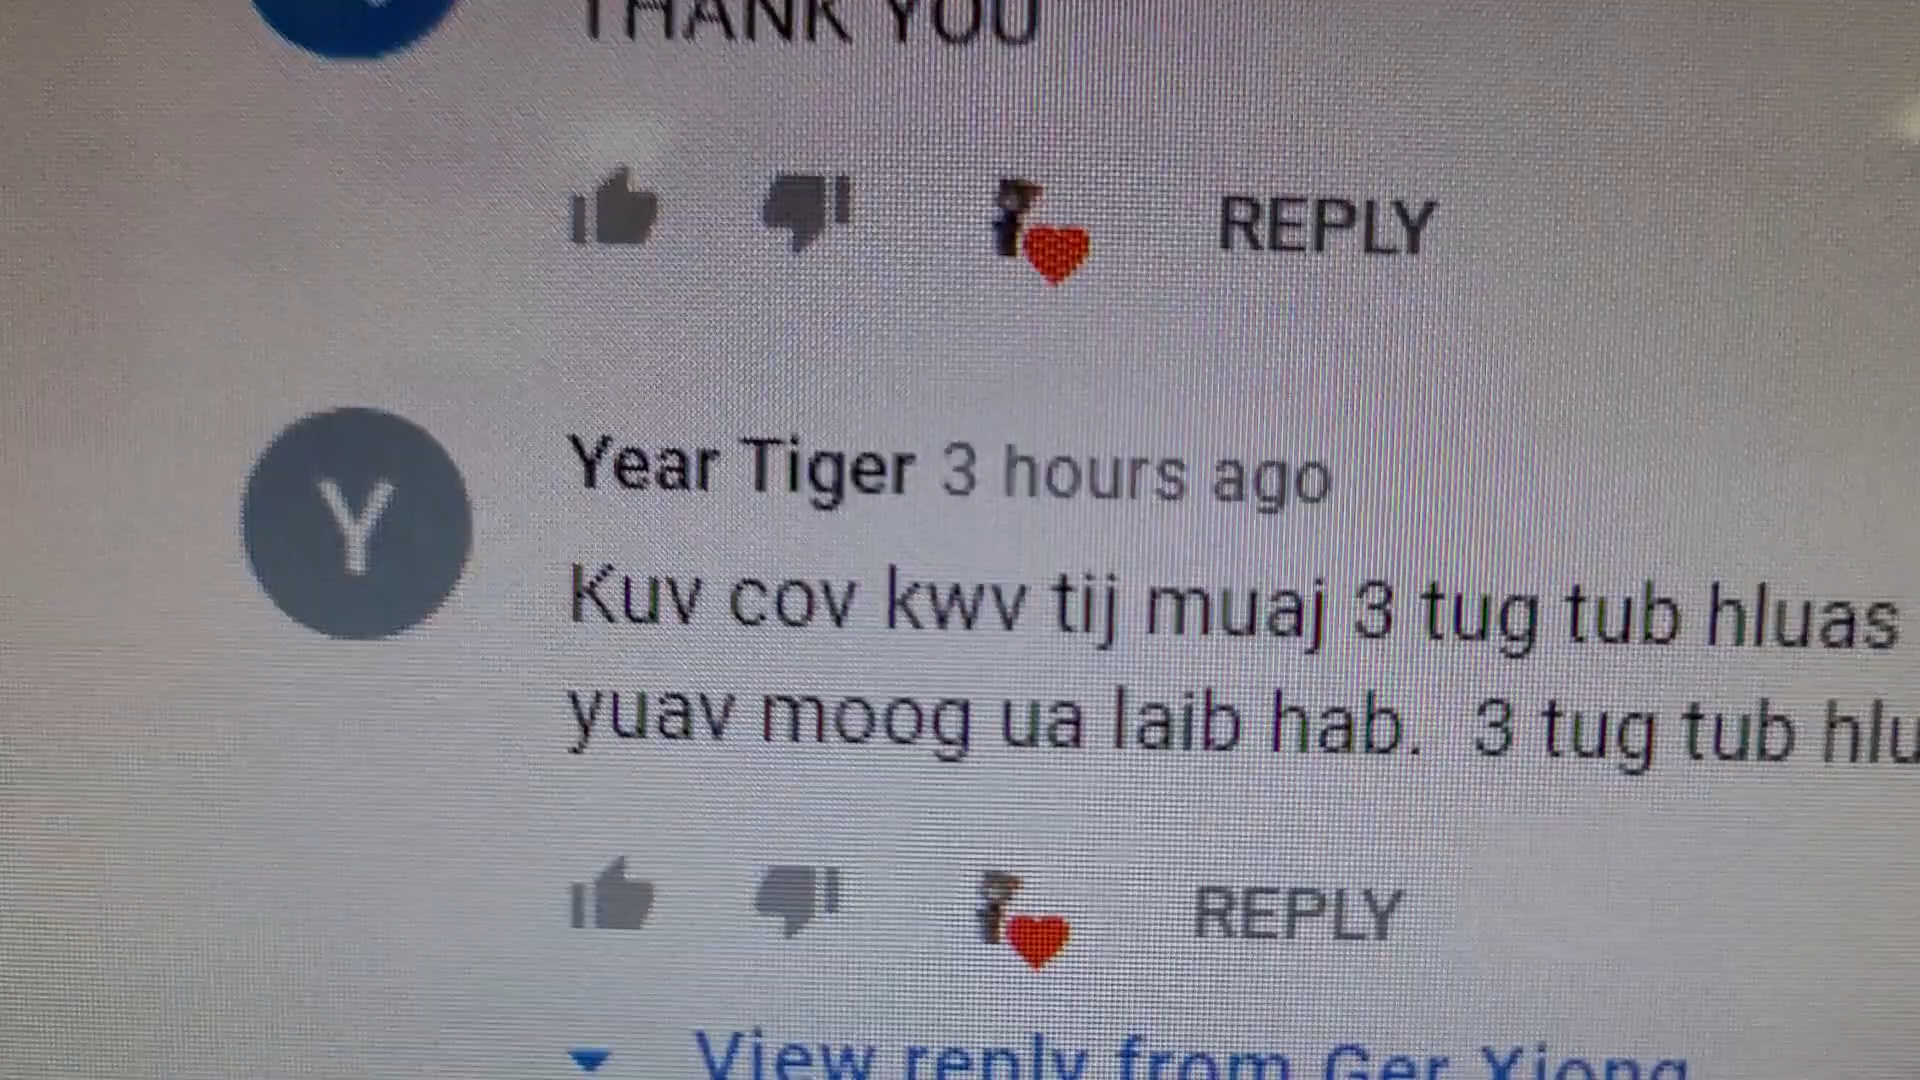 THANK YOU
REPLY
Y
Year Tiger 3 hours ago
Kuv cov kwv tij muaj 3 tug tub hluas
yuav moog ua laib hab. 3 tug tub
REPLY
View reply from Ger Xiong